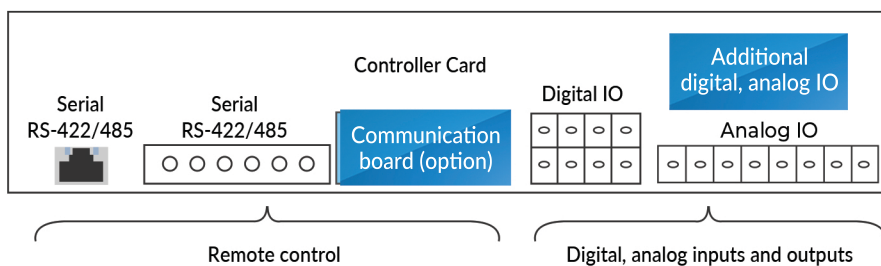 Controller Card
Serial
RS-422/485
Serial
RS-422/485
Communication
board (option)
Digital IO
Additional
digital, analog IO
Analog IO
Remote control
Digital, analog inputs and outputs